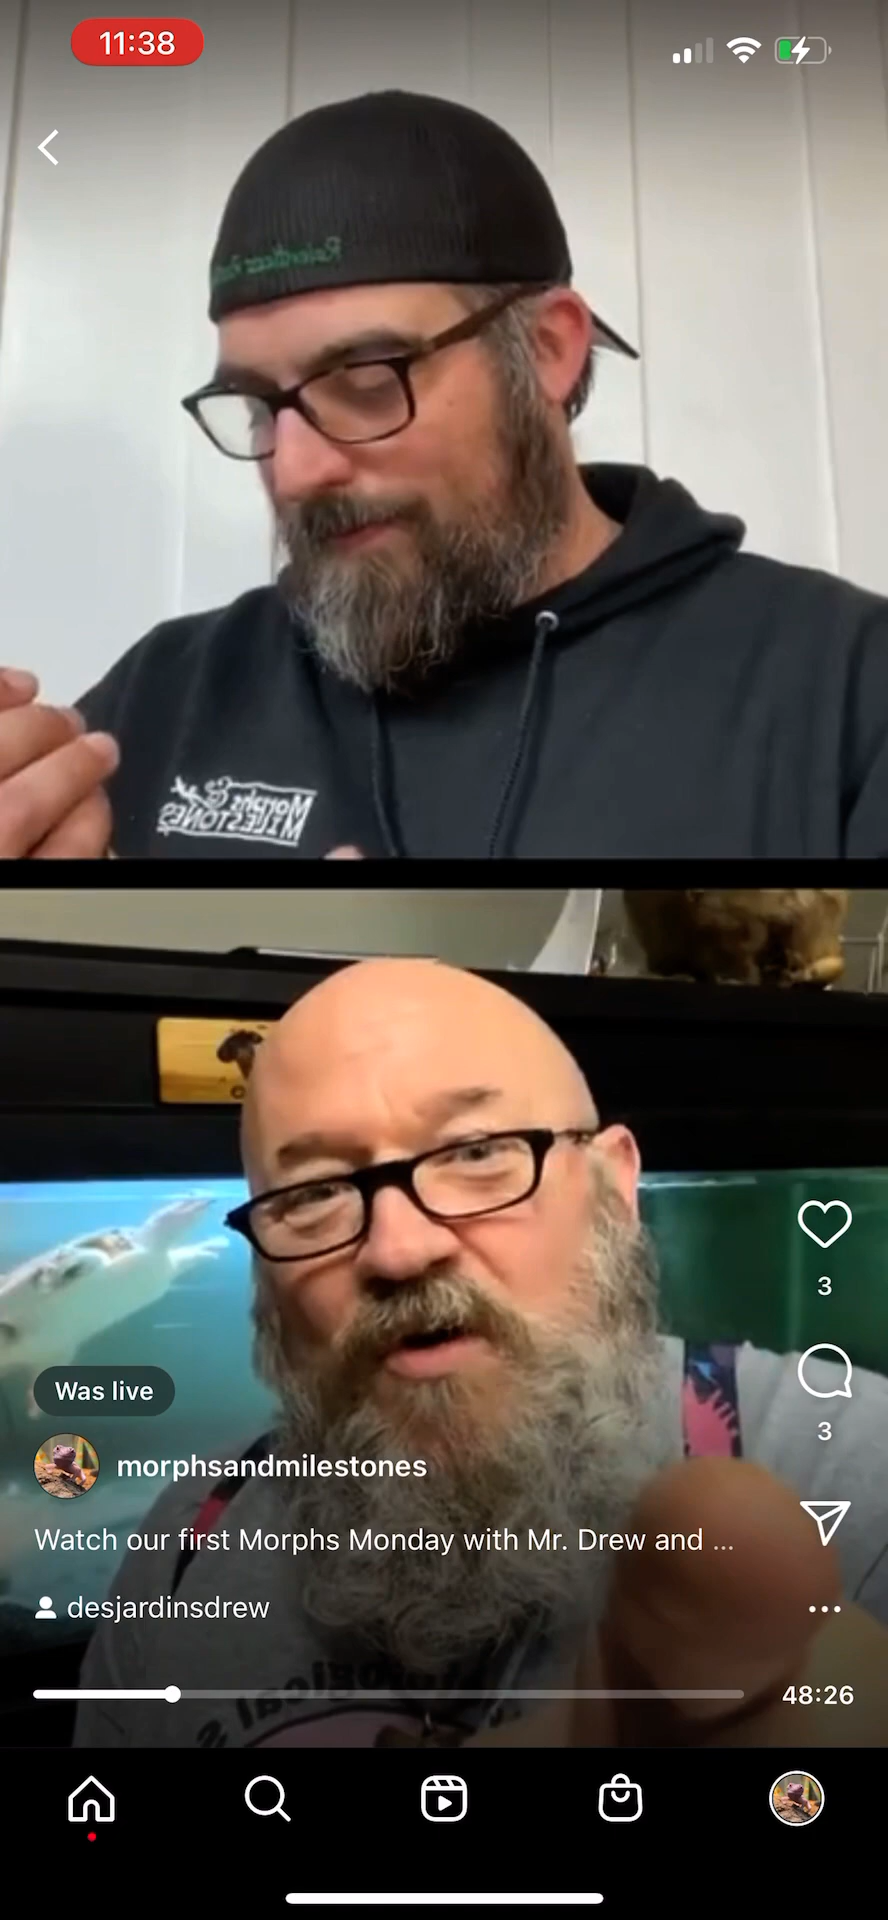 11:38
Relentless
Morphs &
MILESTONES
Was live
morphsandmilestones
3
3
Watch our first Morphs Monday with Mr. Drew and ...
desjardinsdrew
48:26